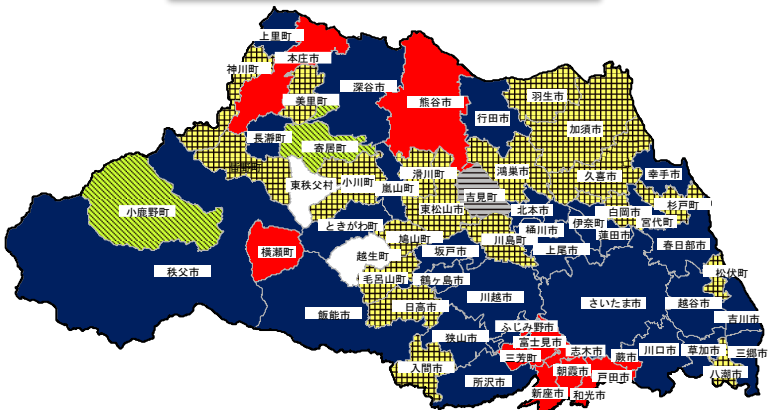 上里町
本庄市
神川町
深谷市
美里町
熊谷市
羽生市
行田市
加須市
長瀞町
寄居町
滑川町
鴻巣市
久喜市
幸手市
東秩父村
小川町
嵐山町
吉見町
小鹿野町
東松山市
北本市
白岡市
杉戸町
ときがわ町
桶川市
伊奈町
宮代町
横瀬町
鳩山町
川島町
蓮田市
坂戸市
上尾市
春日部市
越生町
秩父市
毛呂山町
鶴ヶ島市
松伏町
川越市
さいたま市
越谷市
日高市
飯能市
吉川市
ふじみ野市
狭山市
富士見市
三芳町
志木市
蕨市
川口市
草加市
三郷市
入間市
朝霞市
戸田市
八潮市
所沢市
新座市
和光市